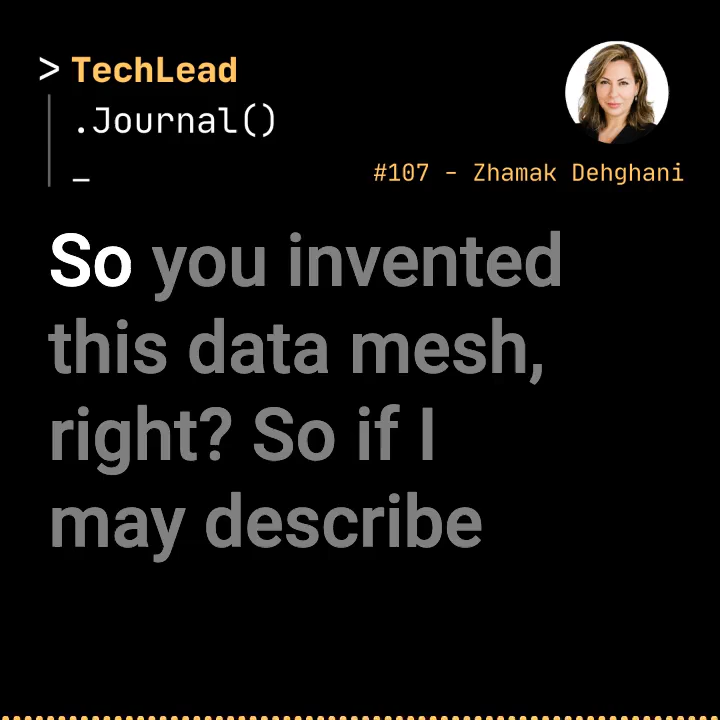 > TechLead
.Journal()
_
#107 - Zhamak Dehghani
So you invented
this data mesh,
right? So if I
may describe